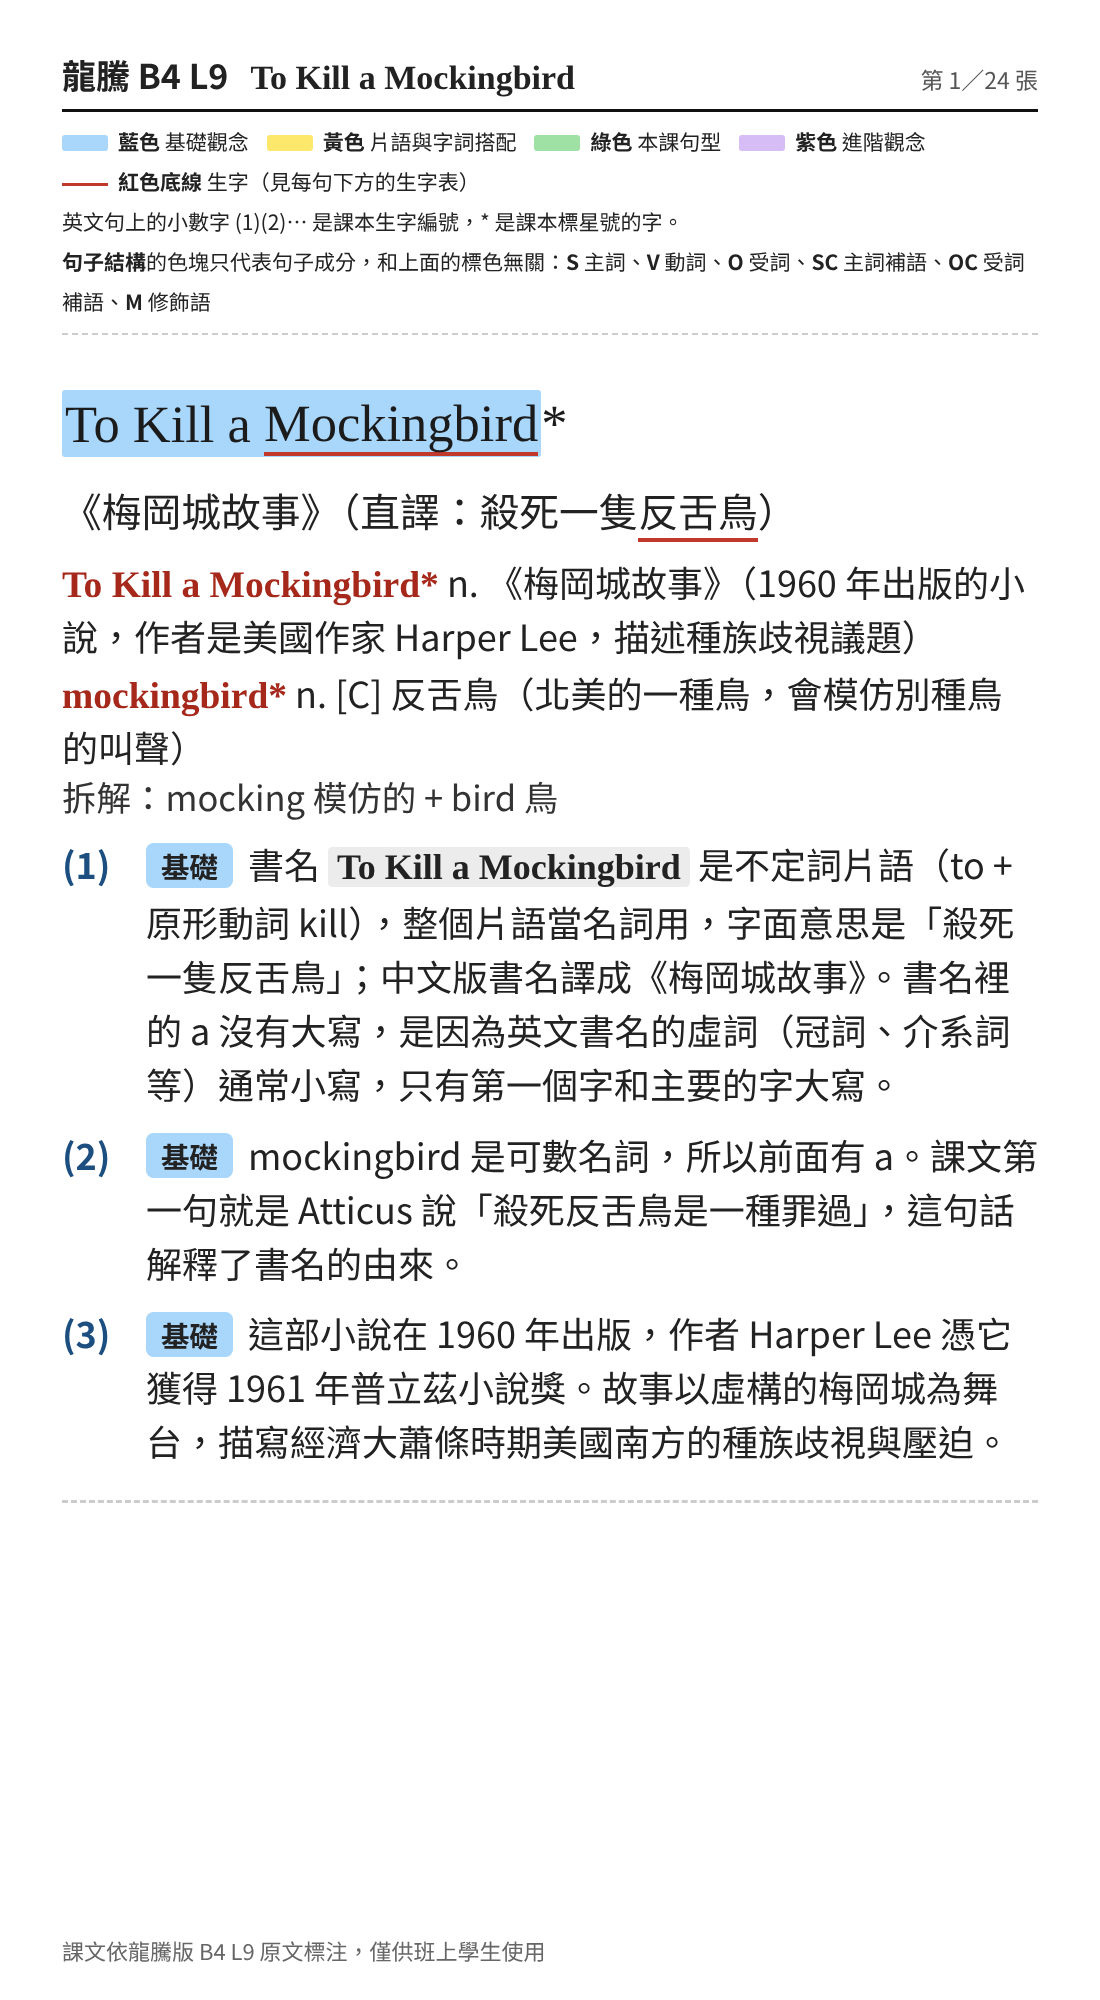 龍騰 B4 L9 To Kill a Mockingbird 第 1／24 張
藍色 基礎觀念 黃色 片語與字詞搭配 綠色 本課句型 紫色 進階觀念
紅色底線 生字（見每句下方的生字表）
英文句上的小數字 (1)(2)⋯ 是課本生字編號，* 是課本標星號的字。
句子結構的色塊只代表句子成分，和上面的標色無關：S 主詞、V 動詞、O 受詞、SC 主詞補語、OC 受詞
補語、M 修飾語
To Kill a Mockingbird*
《梅岡城故事》（直譯：殺死一隻反舌鳥）
To Kill a Mockingbird* n. 《梅岡城故事》（1960 年出版的小
說，作者是美國作家 Harper Lee，描述種族歧視議題）
mockingbird* n. [C] 反舌鳥（北美的一種鳥，會模仿別種鳥
的叫聲）
拆解：mocking 模仿的 + bird 鳥
(1) 基礎 書名 To Kill a Mockingbird 是不定詞片語（to +
原形動詞 kill），整個片語當名詞用，字面意思是「殺死
一隻反舌鳥」；中文版書名譯成《梅岡城故事》。書名裡
的 a 沒有大寫，是因為英文書名的虛詞（冠詞、介系詞
等）通常小寫，只有第一個字和主要的字大寫。
(2) 基礎 mockingbird 是可數名詞，所以前面有 a。課文第
一句就是 Atticus 說「殺死反舌鳥是一種罪過」，這句話
解釋了書名的由來。
(3) 基礎 這部小說在 1960 年出版，作者 Harper Lee 憑它
獲得 1961 年普立茲小說獎。故事以虛構的梅岡城為舞
台，描寫經濟大蕭條時期美國南方的種族歧視與壓迫。
課文依龍騰版 B4 L9 原文標注，僅供班上學生使用